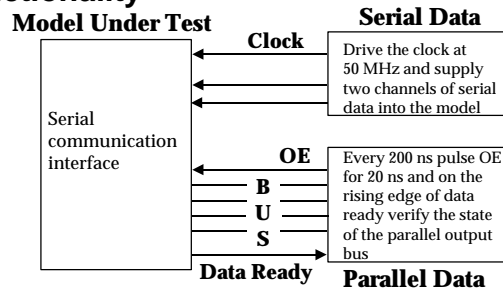 Model Under Test
Serial Data
Clock
Drive the clock at
50 MHz and supply
two channels of serial
data into the model
Serial
communication
interface
OE
B
U
S
Data Ready
Every 200 ns pulse OE
for 20 ns and on the
rising edge of data
ready verify the state
of the parallel output
bus
Parallel Data